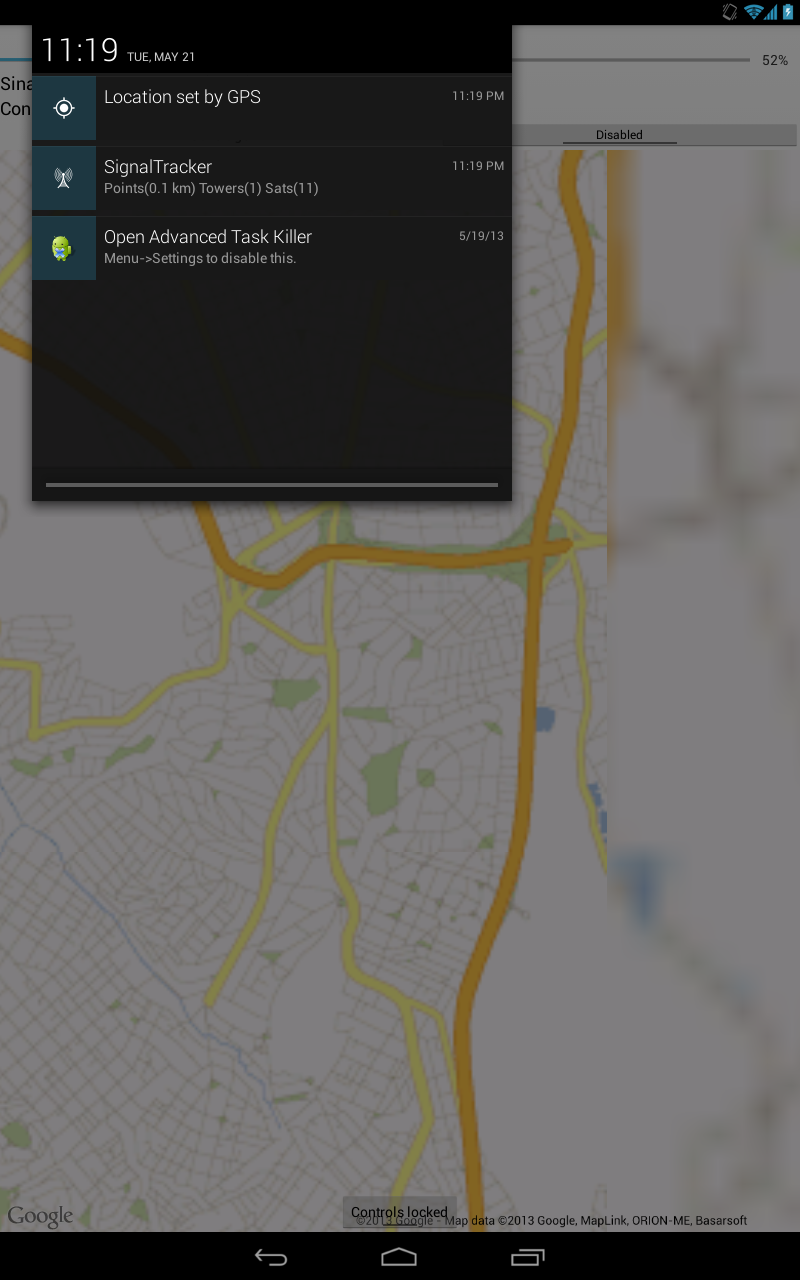 11:19 TUE, MAY 21
52%
Sina
Con
Location set by GPS 11:19 PM
Disabled
SignalTracker 11:19 PM
Points(0.1 km) Towers(1) Sats(11)
Open Advanced Task Killer 5/19/13
Menu->Settings to disable this.
Controls locked
Google
©2013 Google - Map data ©2013 Google, MapLink, ORION-ME, Basarsoft